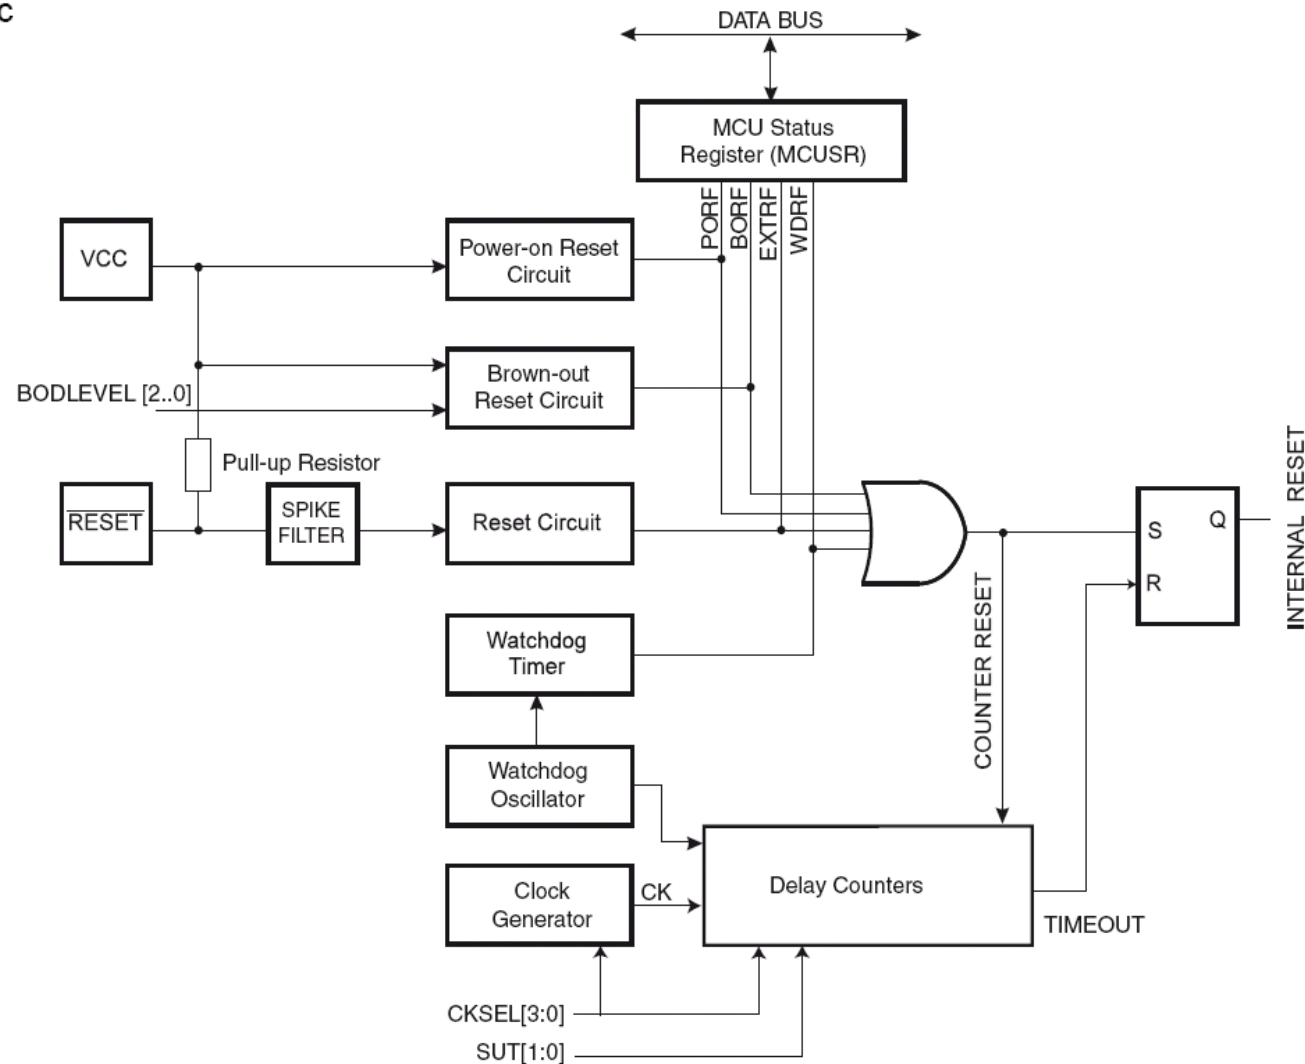 C
DATA BUS
MCU Status
Register (MCUSR)
PORF
BORF
EXTRF
WDRF
VCC
Power-on Reset
Circuit
BODLEVEL [2..0]
Brown-out
Reset Circuit
Pull-up Resistor
RESET
SPIKE
FILTER
Reset Circuit
S
Q
R
INTERNAL RESET
Watchdog
Timer
COUNTER RESET
Watchdog
Oscillator
Clock
Generator
CK
Delay Counters
TIMEOUT
CKSEL[3:0]
SUT[1:0]